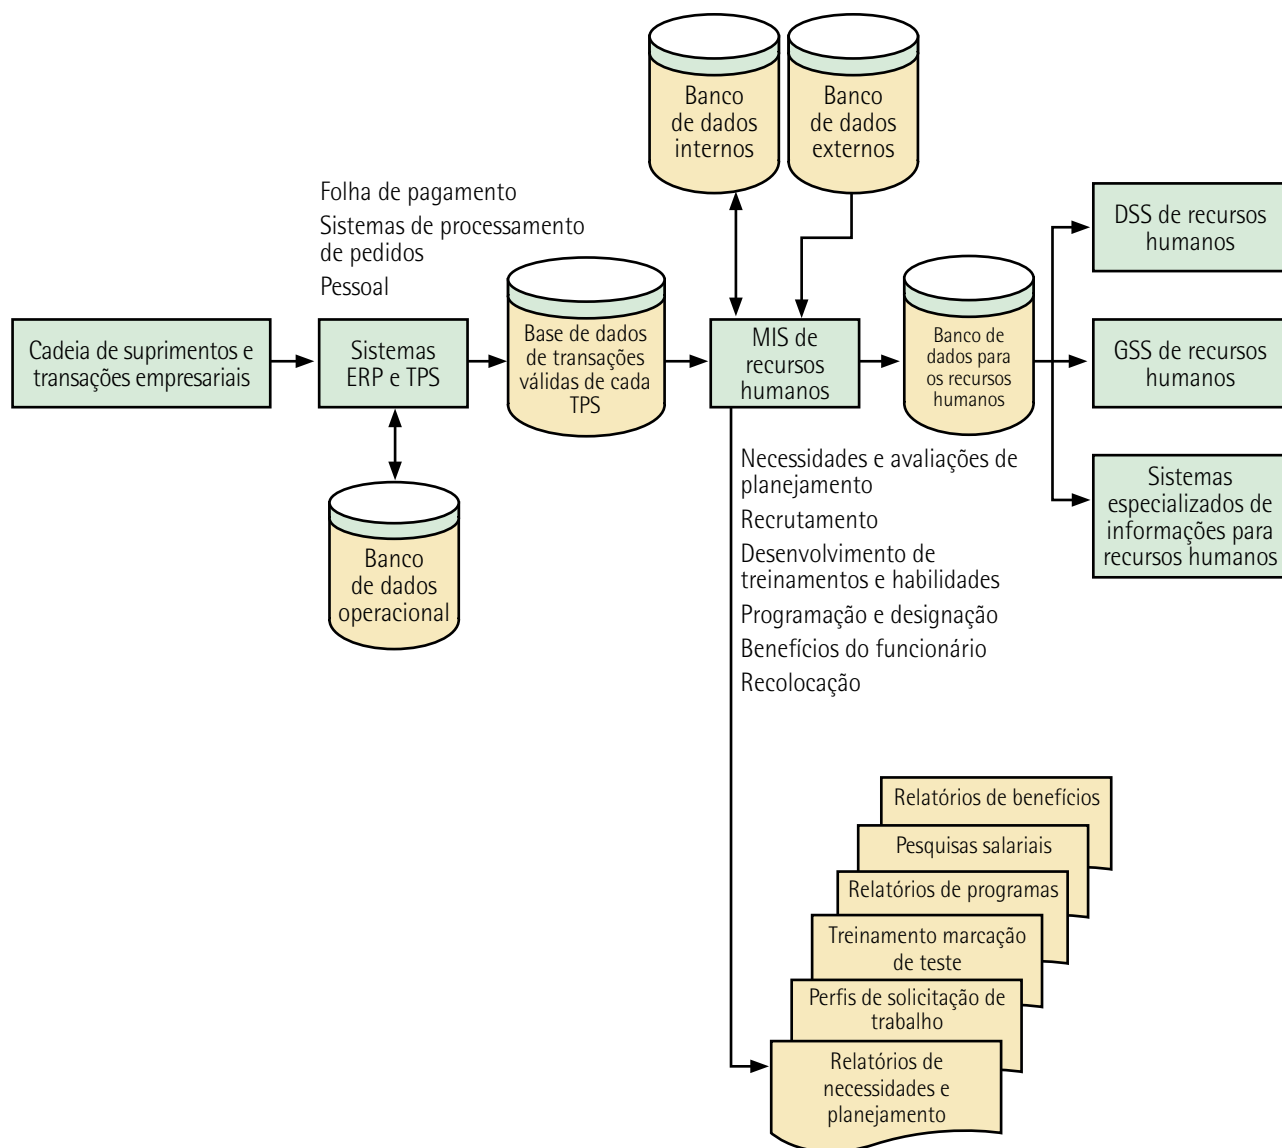 Banco
de dados
internos
Banco
de dados
externos
Folha de pagamento
Sistemas de processamento
de pedidos
Pessoal
Cadeia de suprimentos e
transações empresariais
Sistemas
ERP e TPS
Base de dados
de transações
válidas de cada
TPS
MIS de
recursos
humanos
Banco de
dados para
os recursos
humanos
DSS de recursos
humanos
GSS de recursos
humanos
Sistemas
especializados de
informações para
recursos humanos
Banco
de dados
operacional
Necessidades e avaliações de
planejamento
Recrutamento
Desenvolvimento de
treinamentos e habilidades
Programação e designação
Benefícios do funcionário
Recolocação
Relatórios de benefícios
Pesquisas salariais
Relatórios de programas
Treinamento marcação
de teste
Perfis de solicitação de
trabalho
Relatórios de
necessidades e
planejamento